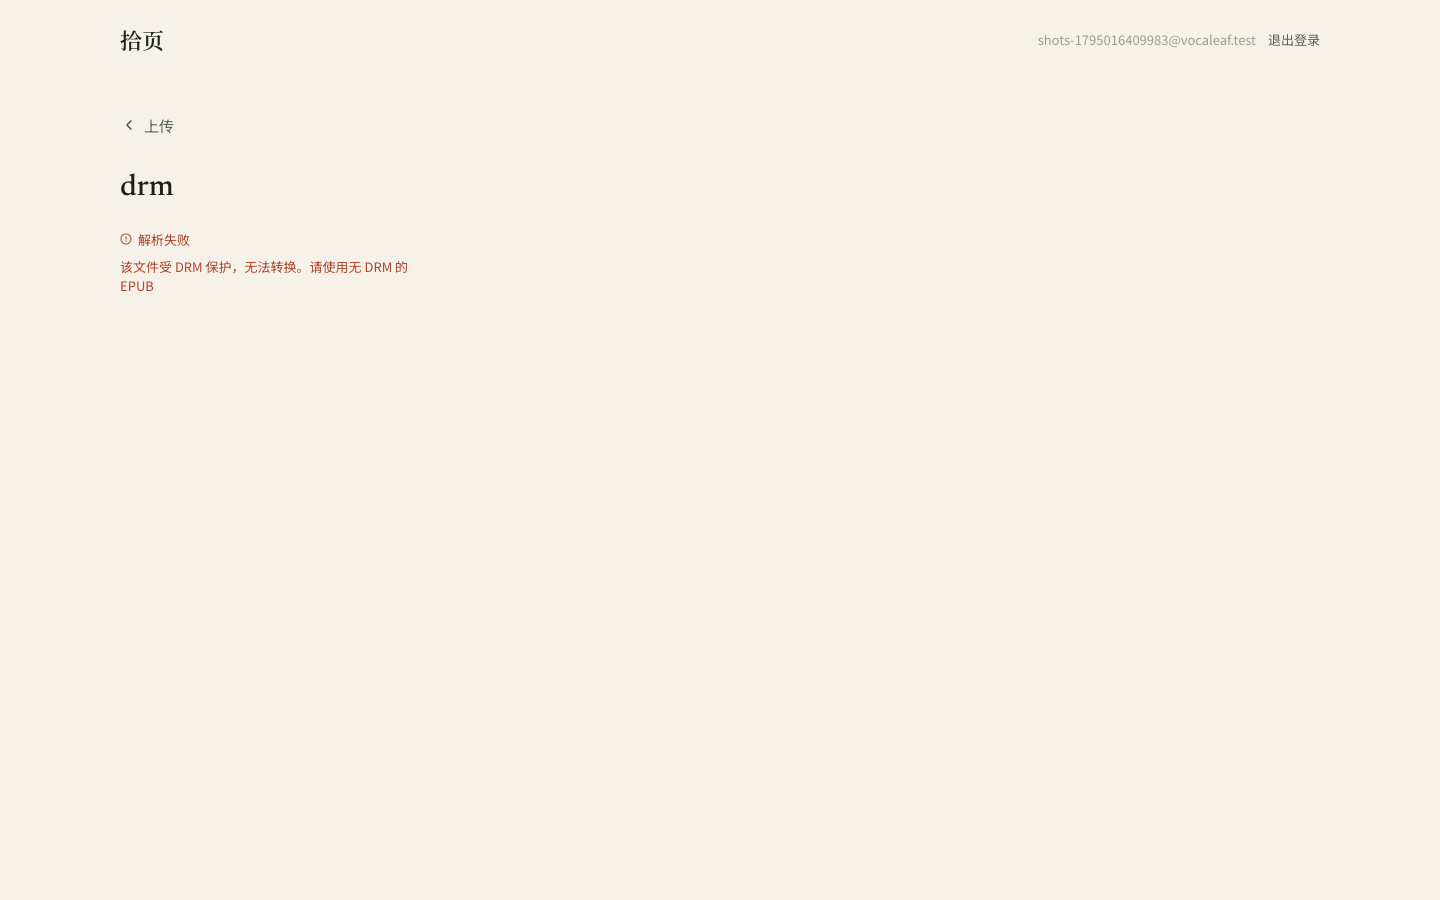 拾页
shots-1795016409983@vocaleaf.test 退出登录
上传
drm
解析失败
该文件受 DRM 保护，无法转换。请使用无 DRM 的
EPUB